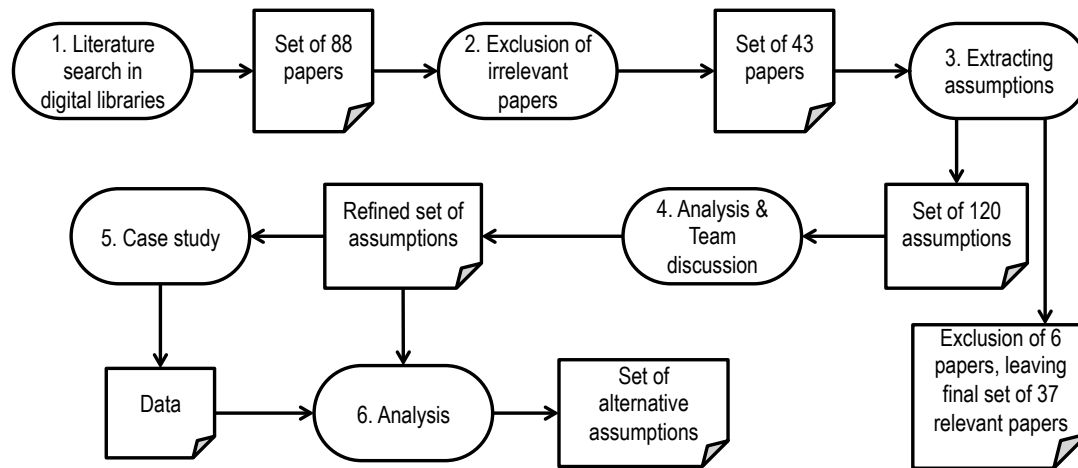 1. Literature
search in
digital libraries
Set of 88
papers
2. Exclusion of
irrelevant
papers
Set of 43
papers
3. Extracting
assumptions
5. Case study
Refined set of
assumptions
4. Analysis &
Team
discussion
Set of 120
assumptions
Data
6. Analysis
Set of
alternative
assumptions
Exclusion of 6
papers, leaving
final set of 37
relevant papers